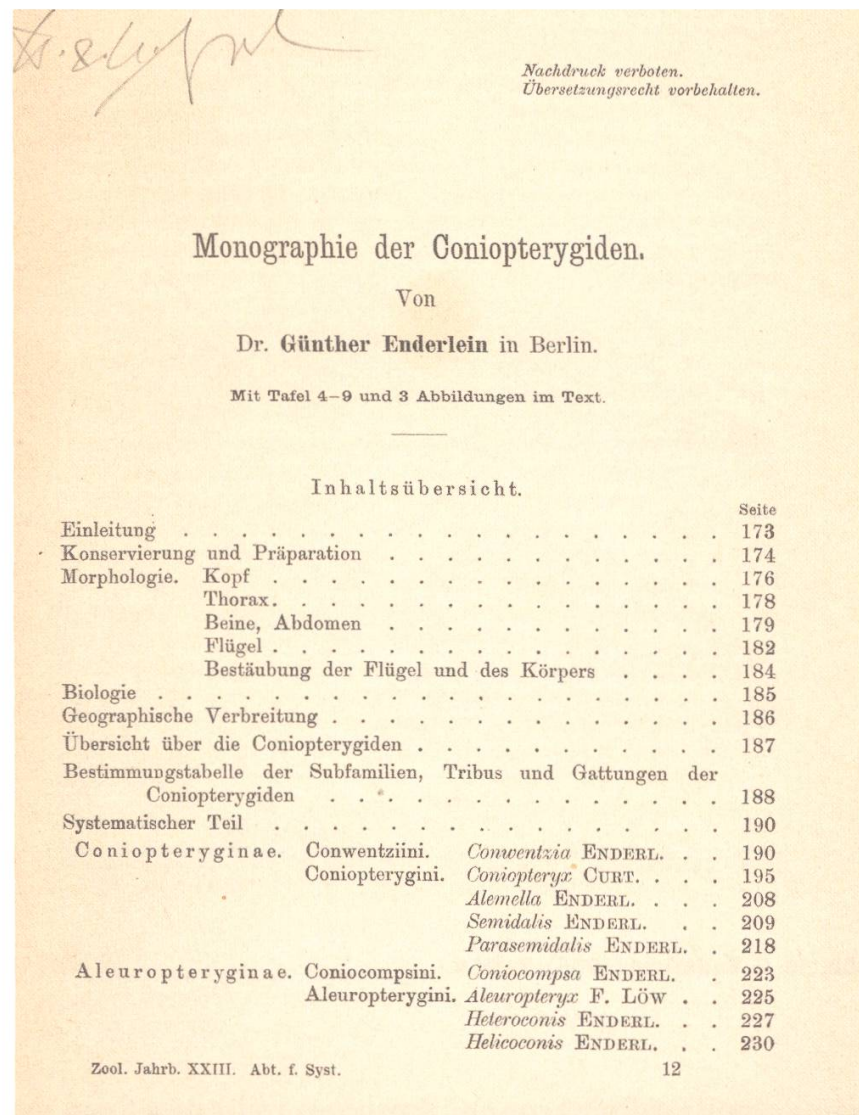 Nachdruck verboten.
Übersetzungsrecht vorbehalten.
Monographie der Coniopterygiden.
Von
Dr. Günther Enderlein in Berlin.
Mit Tafel 4–9 und 3 Abbildungen im Text.
Inhaltsübersicht.
Seite
Einleitung . . . . . . . . . . . . . . . . . . . 173
Konservierung und Präparation . . . . . . . . . . . . 174
Morphologie. Kopf . . . . . . . . . . . . . . . . 176
Thorax. . . . . . . . . . . . . . . . 178
Beine, Abdomen . . . . . . . . . . . . 179
Flügel . . . . . . . . . . . . . . . . 182
Bestäubung der Flügel und des Körpers . . . . 184
Biologie . . . . . . . . . . . . . . . . . . . . 185
Geographische Verbreitung . . . . . . . . . . . . . . 186
Übersicht über die Coniopterygiden . . . . . . . . . . . 187
Bestimmungstabelle der Subfamilien, Tribus und Gattungen der
Coniopterygiden . . . . . . . . . . . . . . 188
Systematischer Teil . . . . . . . . . . . . . . . . 190
Coniopteryginae. Conwentziini. Conwentzia ENDERL. . . 190
Coniopterygini. Coniopteryx CURT. . . . 195
Alemella ENDERL. . . . 208
Semidalis ENDERL. . . 209
Parasemidalis ENDERL. . 218
Aleuropteryginae. Coniocompsini. Coniocompsa ENDERL. . 223
Aleuropterygini. Aleuropteryx F. LÖW . . 225
Heteroconis ENDERL. . . 227
Helicoconis ENDERL. . . 230
Zool. Jahrb. XXIII. Abt. f. Syst. 12